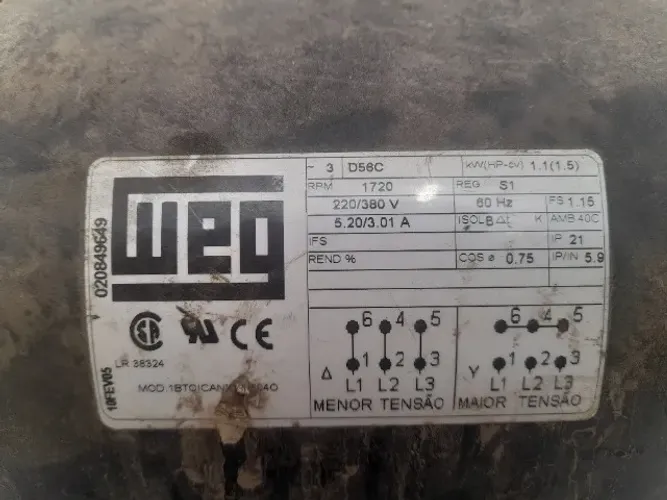 ~ 3 D56C kW(HP-cv) 1.1(1.5)
RPM 1720 REG S1
220/380 V 60 Hz FS 1.15
5.20/3.01 A ISOL B Δt K AMB 40C
IFS IP 21
REND % COS ø 0.75 IP/IN 5.9
WEG
020849649
10FEV05
LR 38324
MOD.
6 4 5
1 2 3
Δ L1 L2 L3
MENOR TENSÃO
6 4 5
1 2 3
Y L1 L2 L3
MAIOR TENSÃO